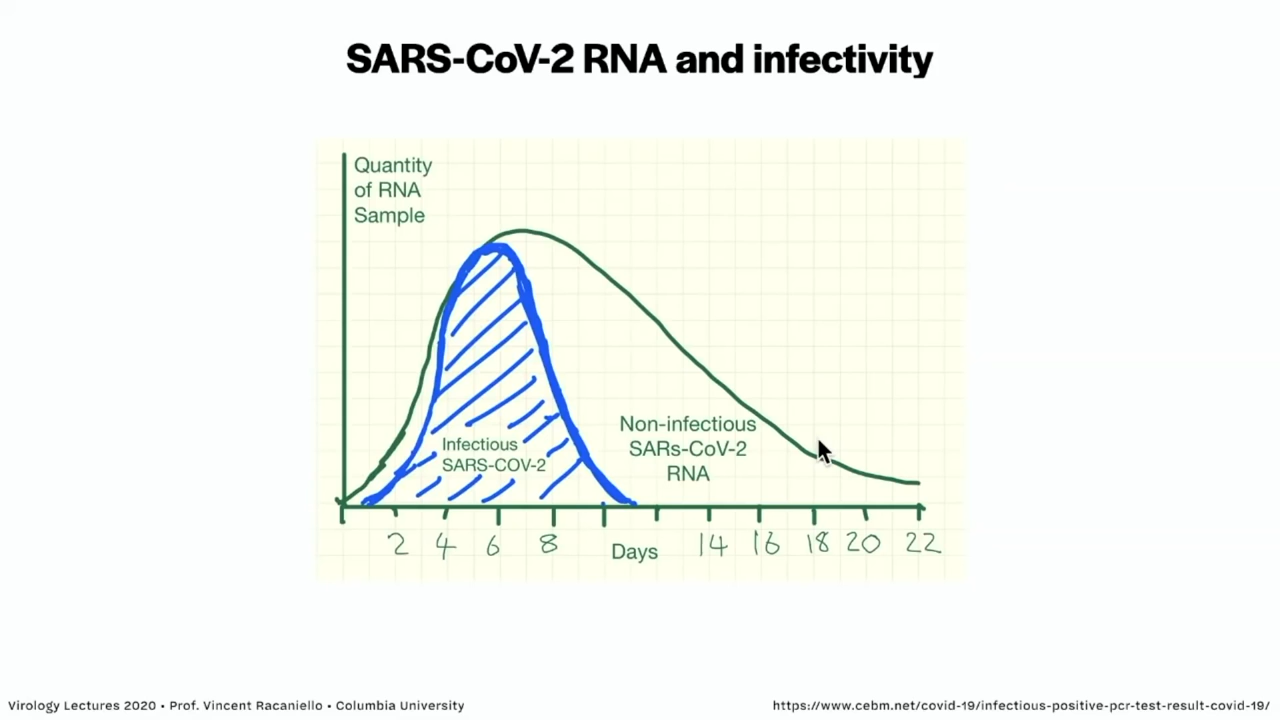 SARS-CoV-2 RNA and infectivity
Quantity
of RNA
Sample
Infectious
SARS-COV-2
Non-infectious
SARs-CoV-2
RNA
2 4 6 8 Days 14 16 18 20 22
Virology Lectures 2020 • Prof. Vincent Racaniello • Columbia University
https://www.cebm.net/covid-19/infectious-positive-pcr-test-result-covid-19/